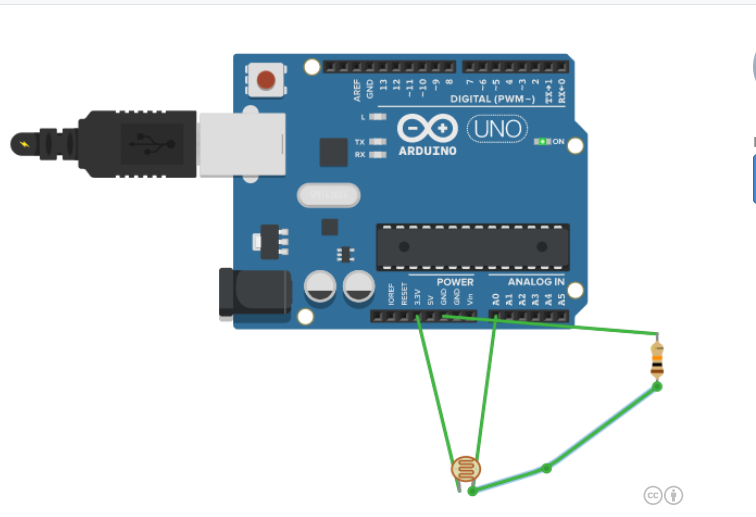 AREF
GND
13
12
~11
~10
~9
8
7
~6
~5
4
~3
2
TX→1
RX←0
DIGITAL (PWM~)
L
TX
RX
UNO
ON
ARDUINO
POWER
ANALOG IN
IOREF
RESET
3.3V
5V
GND
GND
Vin
A0
A1
A2
A3
A4
A5
cc